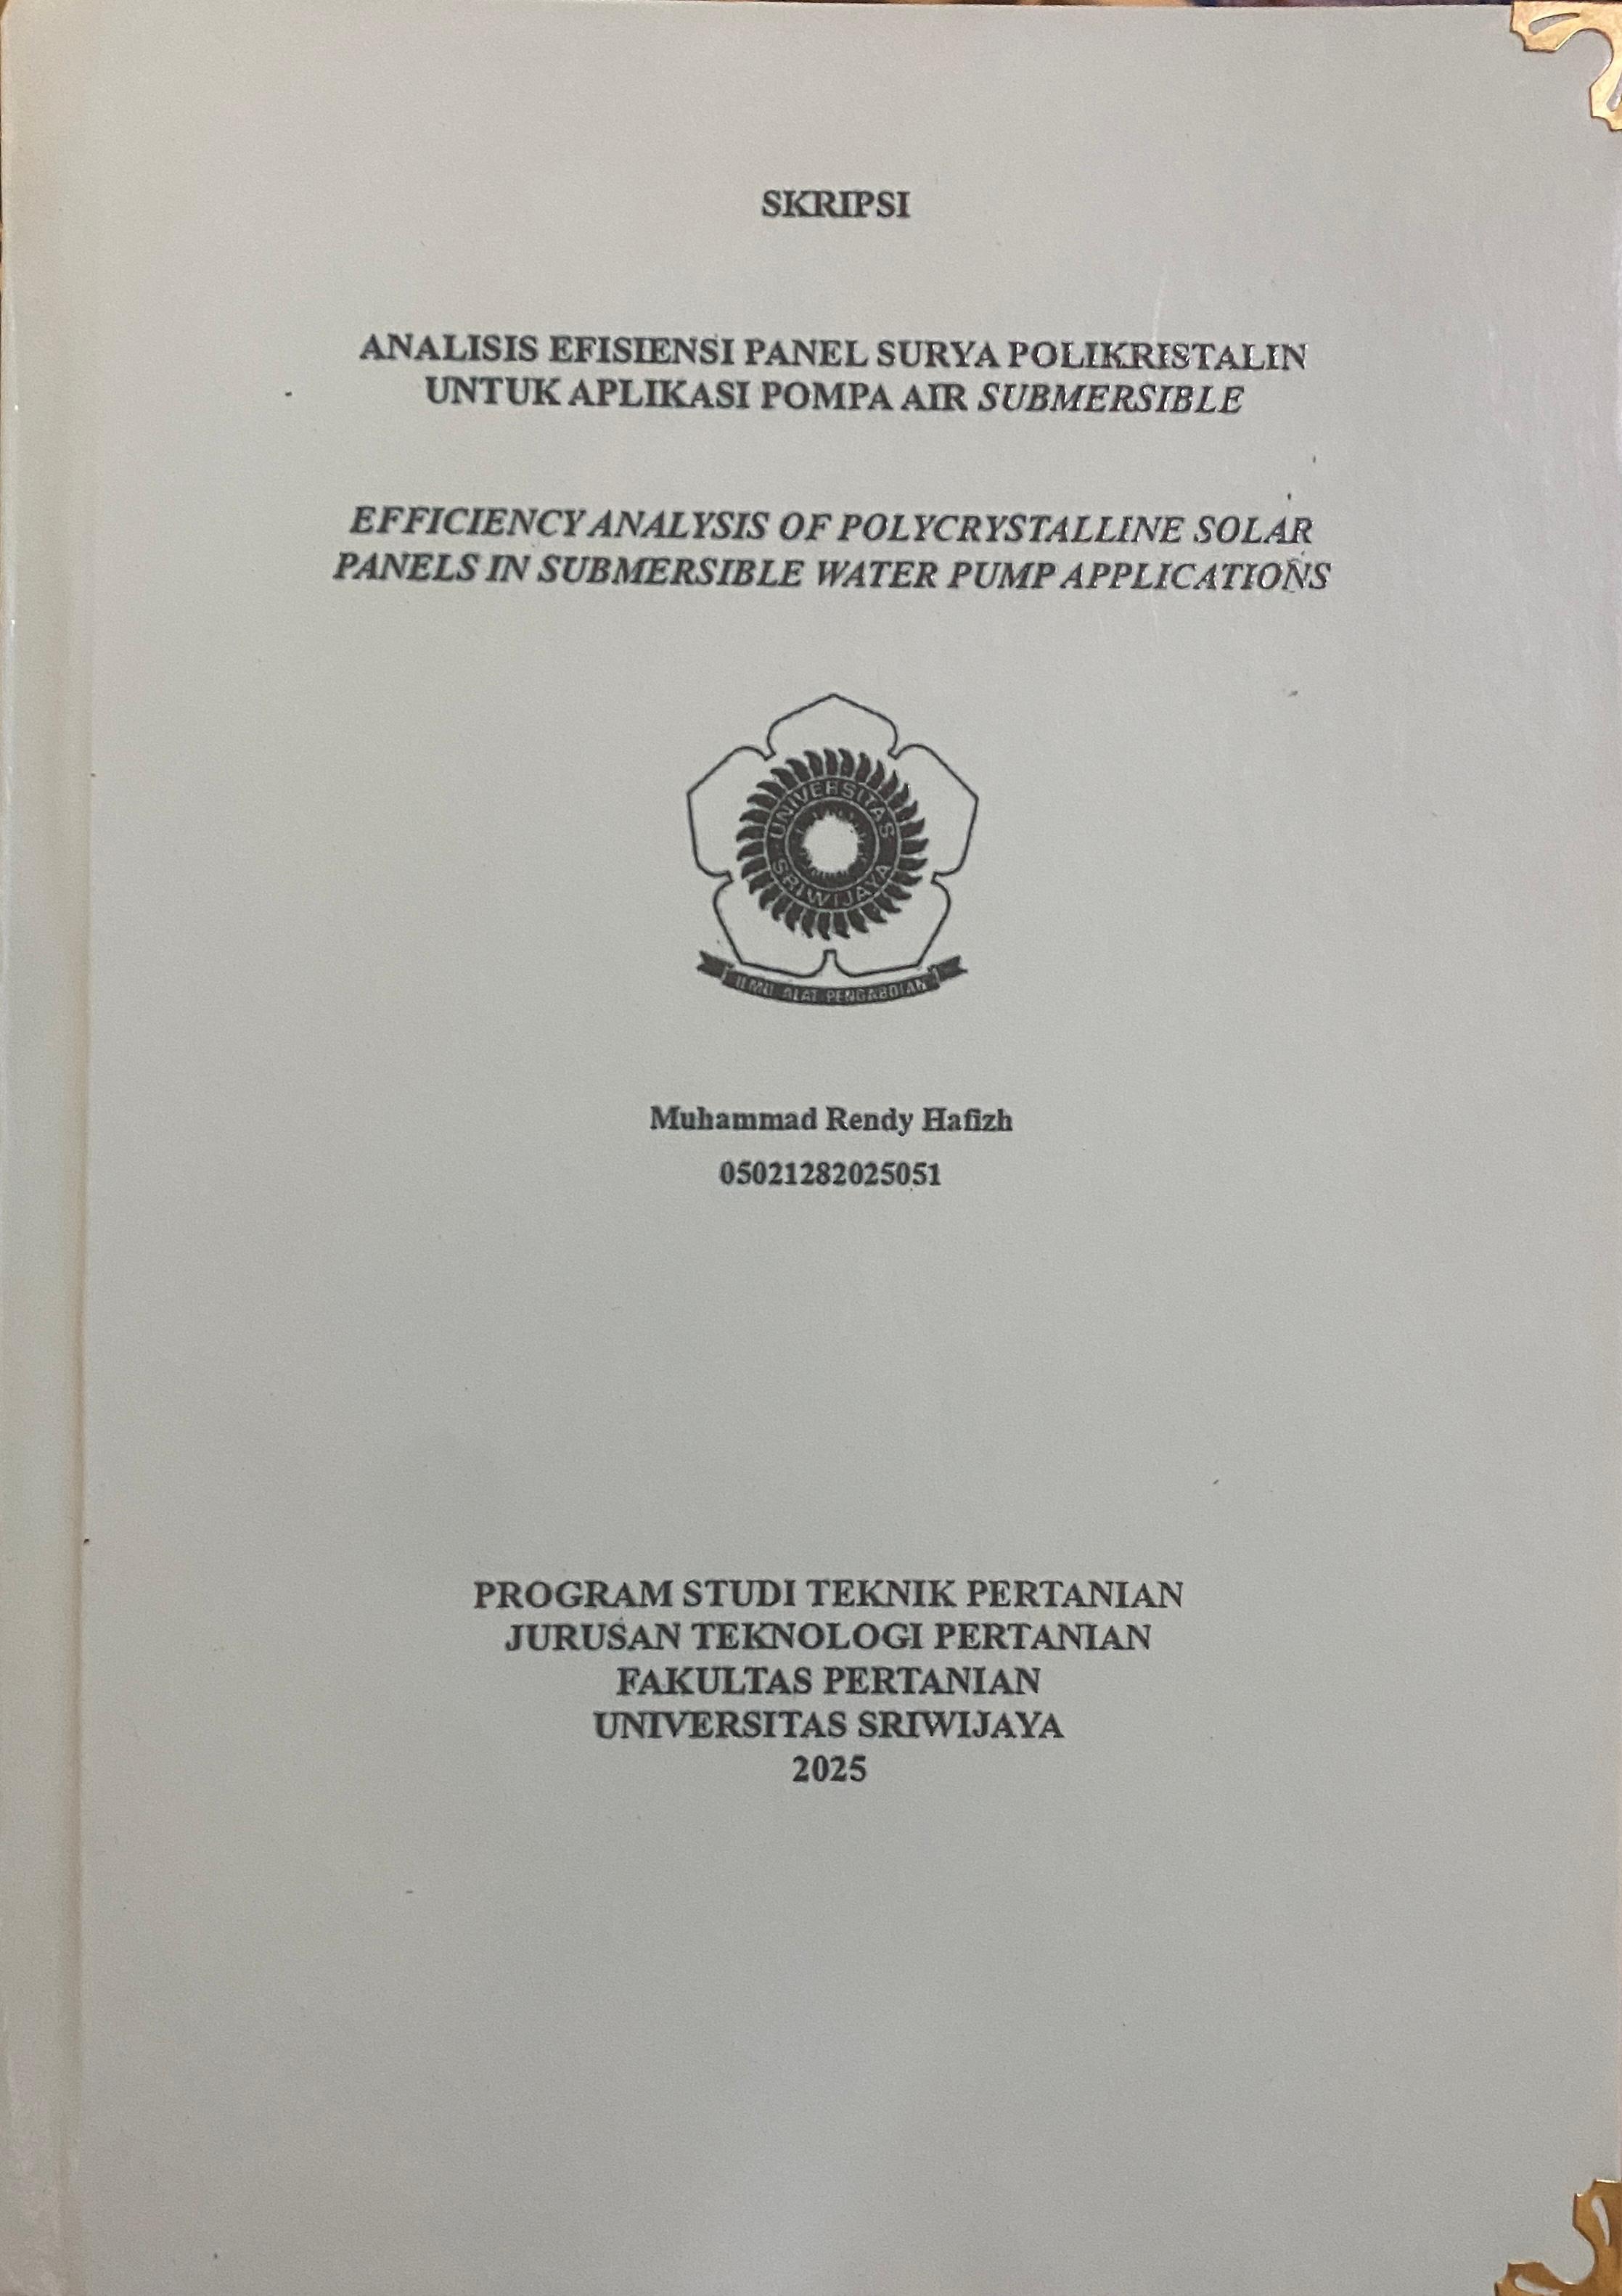 SKRIPSI
ANALISIS EFISIENSI PANEL SURYA POLIKRISTALIN
UNTUK APLIKASI POMPA AIR SUBMERSIBLE
EFFICIENCY ANALYSIS OF POLYCRYSTALLINE SOLAR
PANELS IN SUBMERSIBLE WATER PUMP APPLICATIONS
UNIVERSITAS
SRIWIJAYA
ILMU ALAT PENGABDIAN
Muhammad Rendy Hafizh
05021282025051
PROGRAM STUDI TEKNIK PERTANIAN
JURUSAN TEKNOLOGI PERTANIAN
FAKULTAS PERTANIAN
UNIVERSITAS SRIWIJAYA
2025